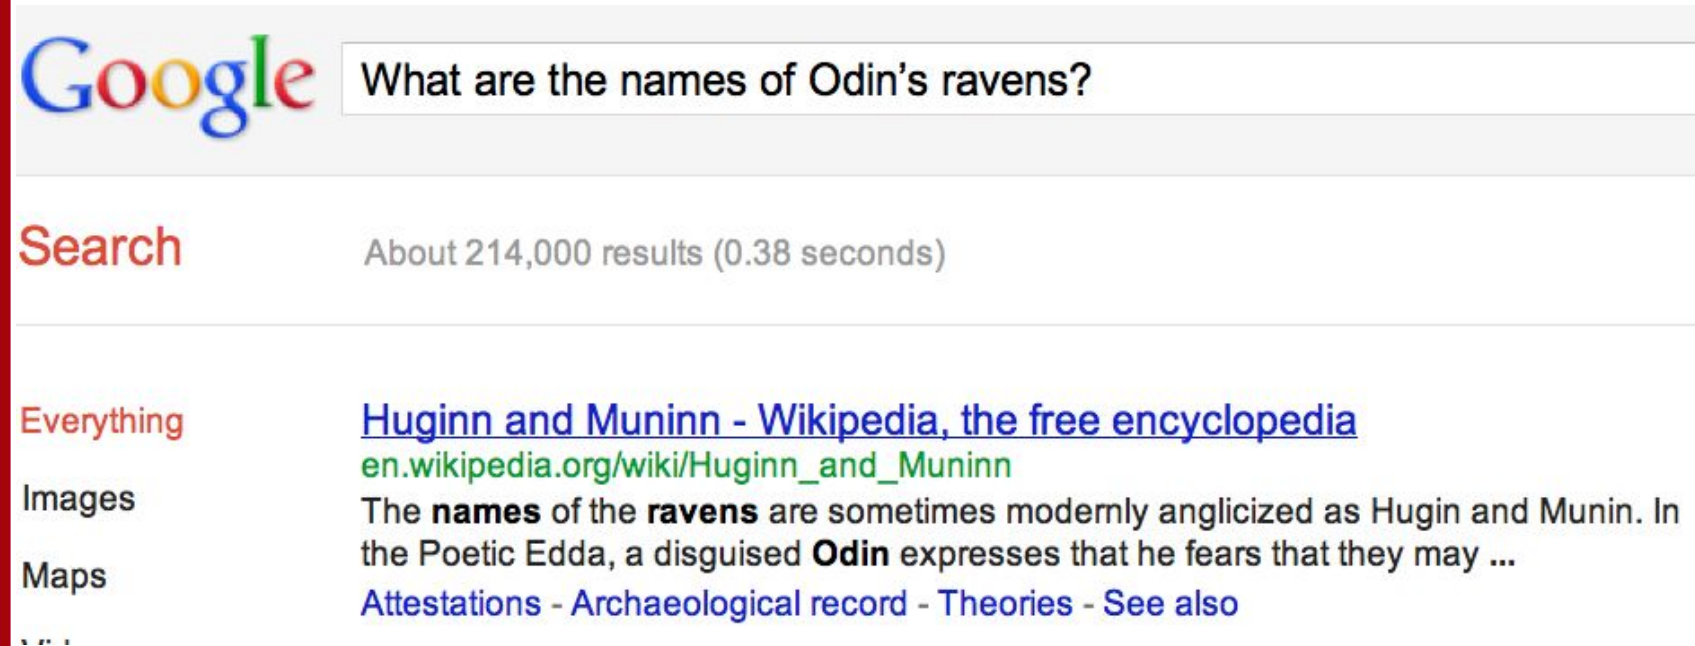 Google What are the names of Odin's ravens?
Search About 214,000 results (0.38 seconds)
Everything
Huginn and Muninn - Wikipedia, the free encyclopedia
en.wikipedia.org/wiki/Huginn_and_Muninn
Images
The names of the ravens are sometimes modernly anglicized as Hugin and Munin. In
the Poetic Edda, a disguised Odin expresses that he fears that they may ...
Maps
Attestations - Archaeological record - Theories - See also